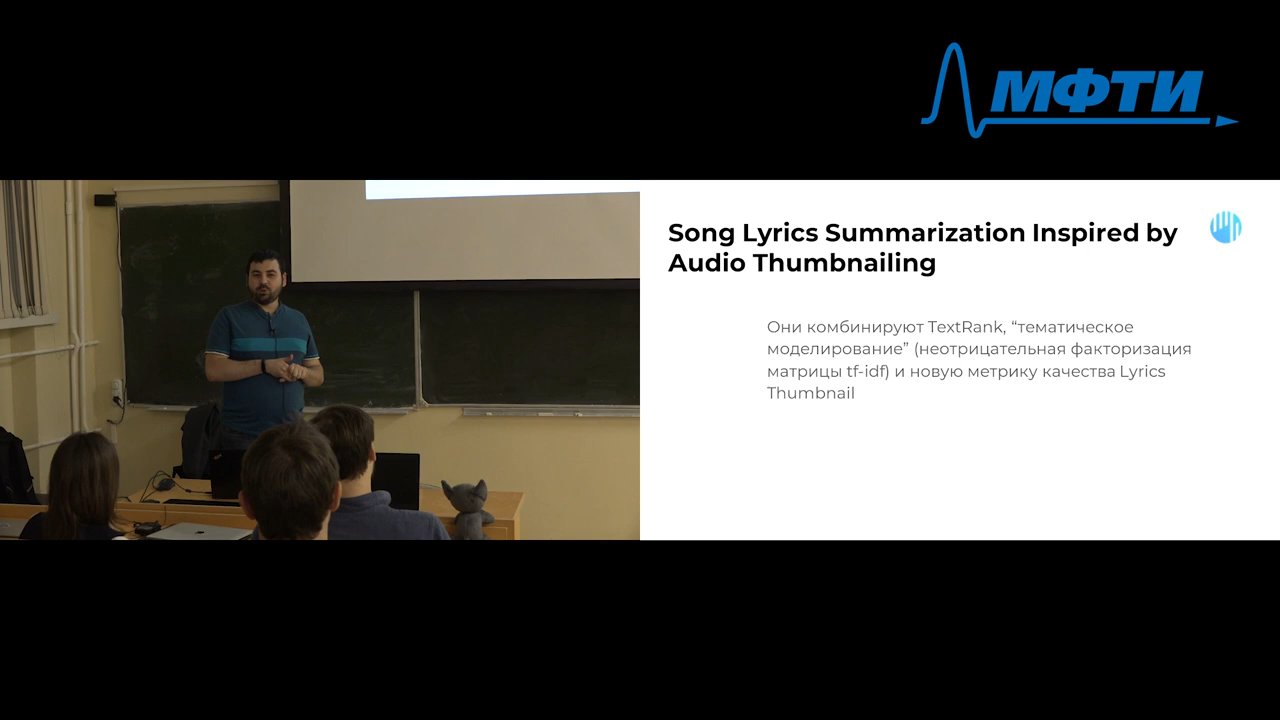 МФТИ
Song Lyrics Summarization Inspired by
Audio Thumbnailing
Они комбинируют TextRank, “тематическое
моделирование” (неотрицательная факторизация
матрицы tf-idf) и новую метрику качества Lyrics
Thumbnail